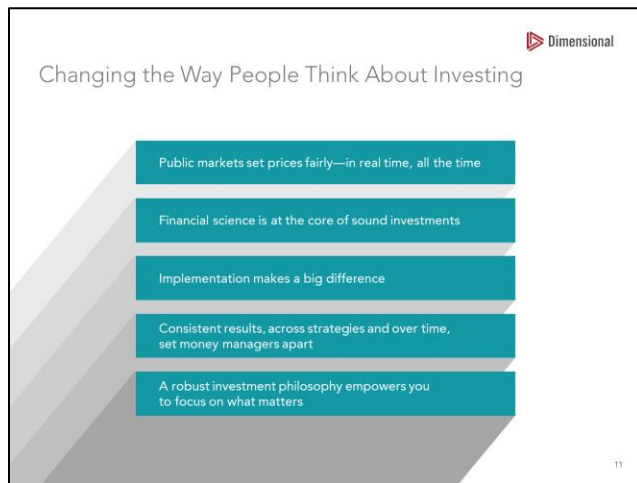 Dimensional
Changing the Way People Think About Investing
Public markets set prices fairly—in real time, all the time
Financial science is at the core of sound investments
Implementation makes a big difference
Consistent results, across strategies and over time,
set money managers apart
A robust investment philosophy empowers you
to focus on what matters
11